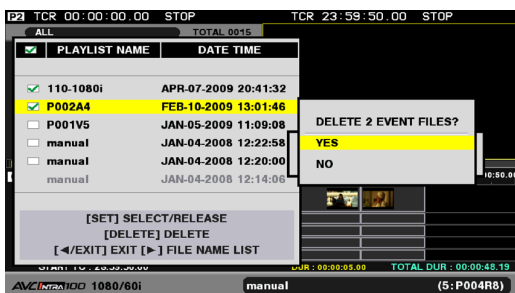 P2 TCR 00:00:00.00 STOP TCR 23:59:50.00 STOP
ALL TOTAL 0015
PLAYLIST NAME DATE TIME
110-1080i APR-07-2009 20:41:32
P002A4 FEB-10-2009 13:01:46
P001V5 JAN-05-2009 11:09:08
manual JAN-04-2008 12:22:58
manual JAN-04-2008 12:20:00
manual JAN-04-2008 12:14:06
DELETE 2 EVENT FILES?
YES
NO
[SET] SELECT/RELEASE
[DELETE] DELETE
[◄/EXIT] EXIT [►] FILE NAME LIST
DUR : 00:00:05.00 TOTAL DUR : 00:00:48.19
AVC INTRA 100 1080/60i manual (5:P004R8)